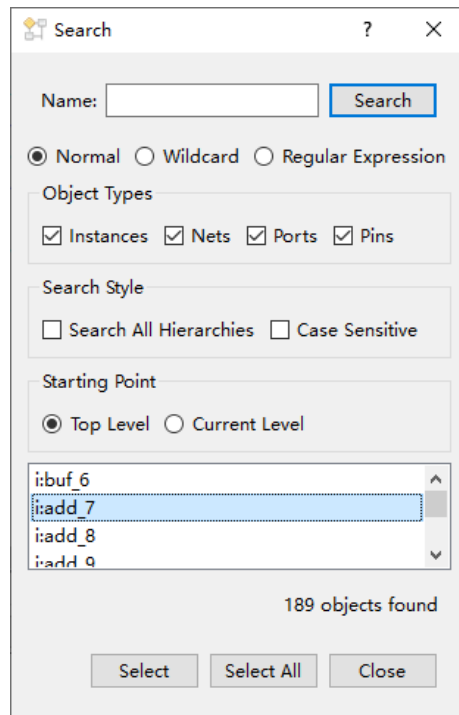 Search ?
Name: Search
Normal Wildcard Regular Expression
Object Types
Instances Nets Ports Pins
Search Style
Search All Hierarchies Case Sensitive
Starting Point
Top Level Current Level
i:buf_6
i:add_7
i:add_8
i:add_9
189 objects found
Select Select All Close